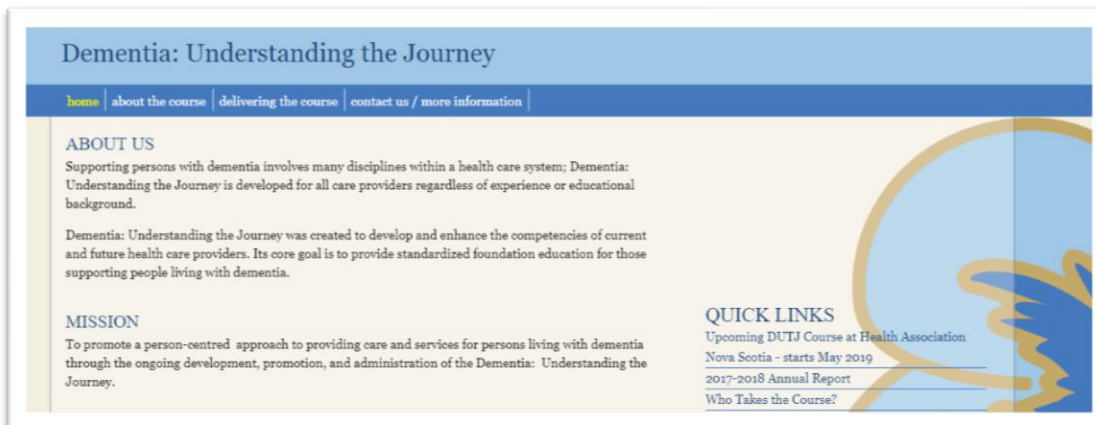 Dementia: Understanding the Journey
home about the course delivering the course contact us / more information
ABOUT US
Supporting persons with dementia involves many disciplines within a health care system; Dementia:
Understanding the Journey is developed for all care providers regardless of experience or educational
background.
Dementia: Understanding the Journey was created to develop and enhance the competencies of current
and future health care providers. Its core goal is to provide standardized foundation education for those
supporting people living with dementia.
MISSION
To promote a person-centred approach to providing care and services for persons living with dementia
through the ongoing development, promotion, and administration of the Dementia: Understanding the
Journey.
QUICK LINKS
Upcoming DUTJ Course at Health Association
Nova Scotia - starts May 2019
2017-2018 Annual Report
Who Takes the Course?